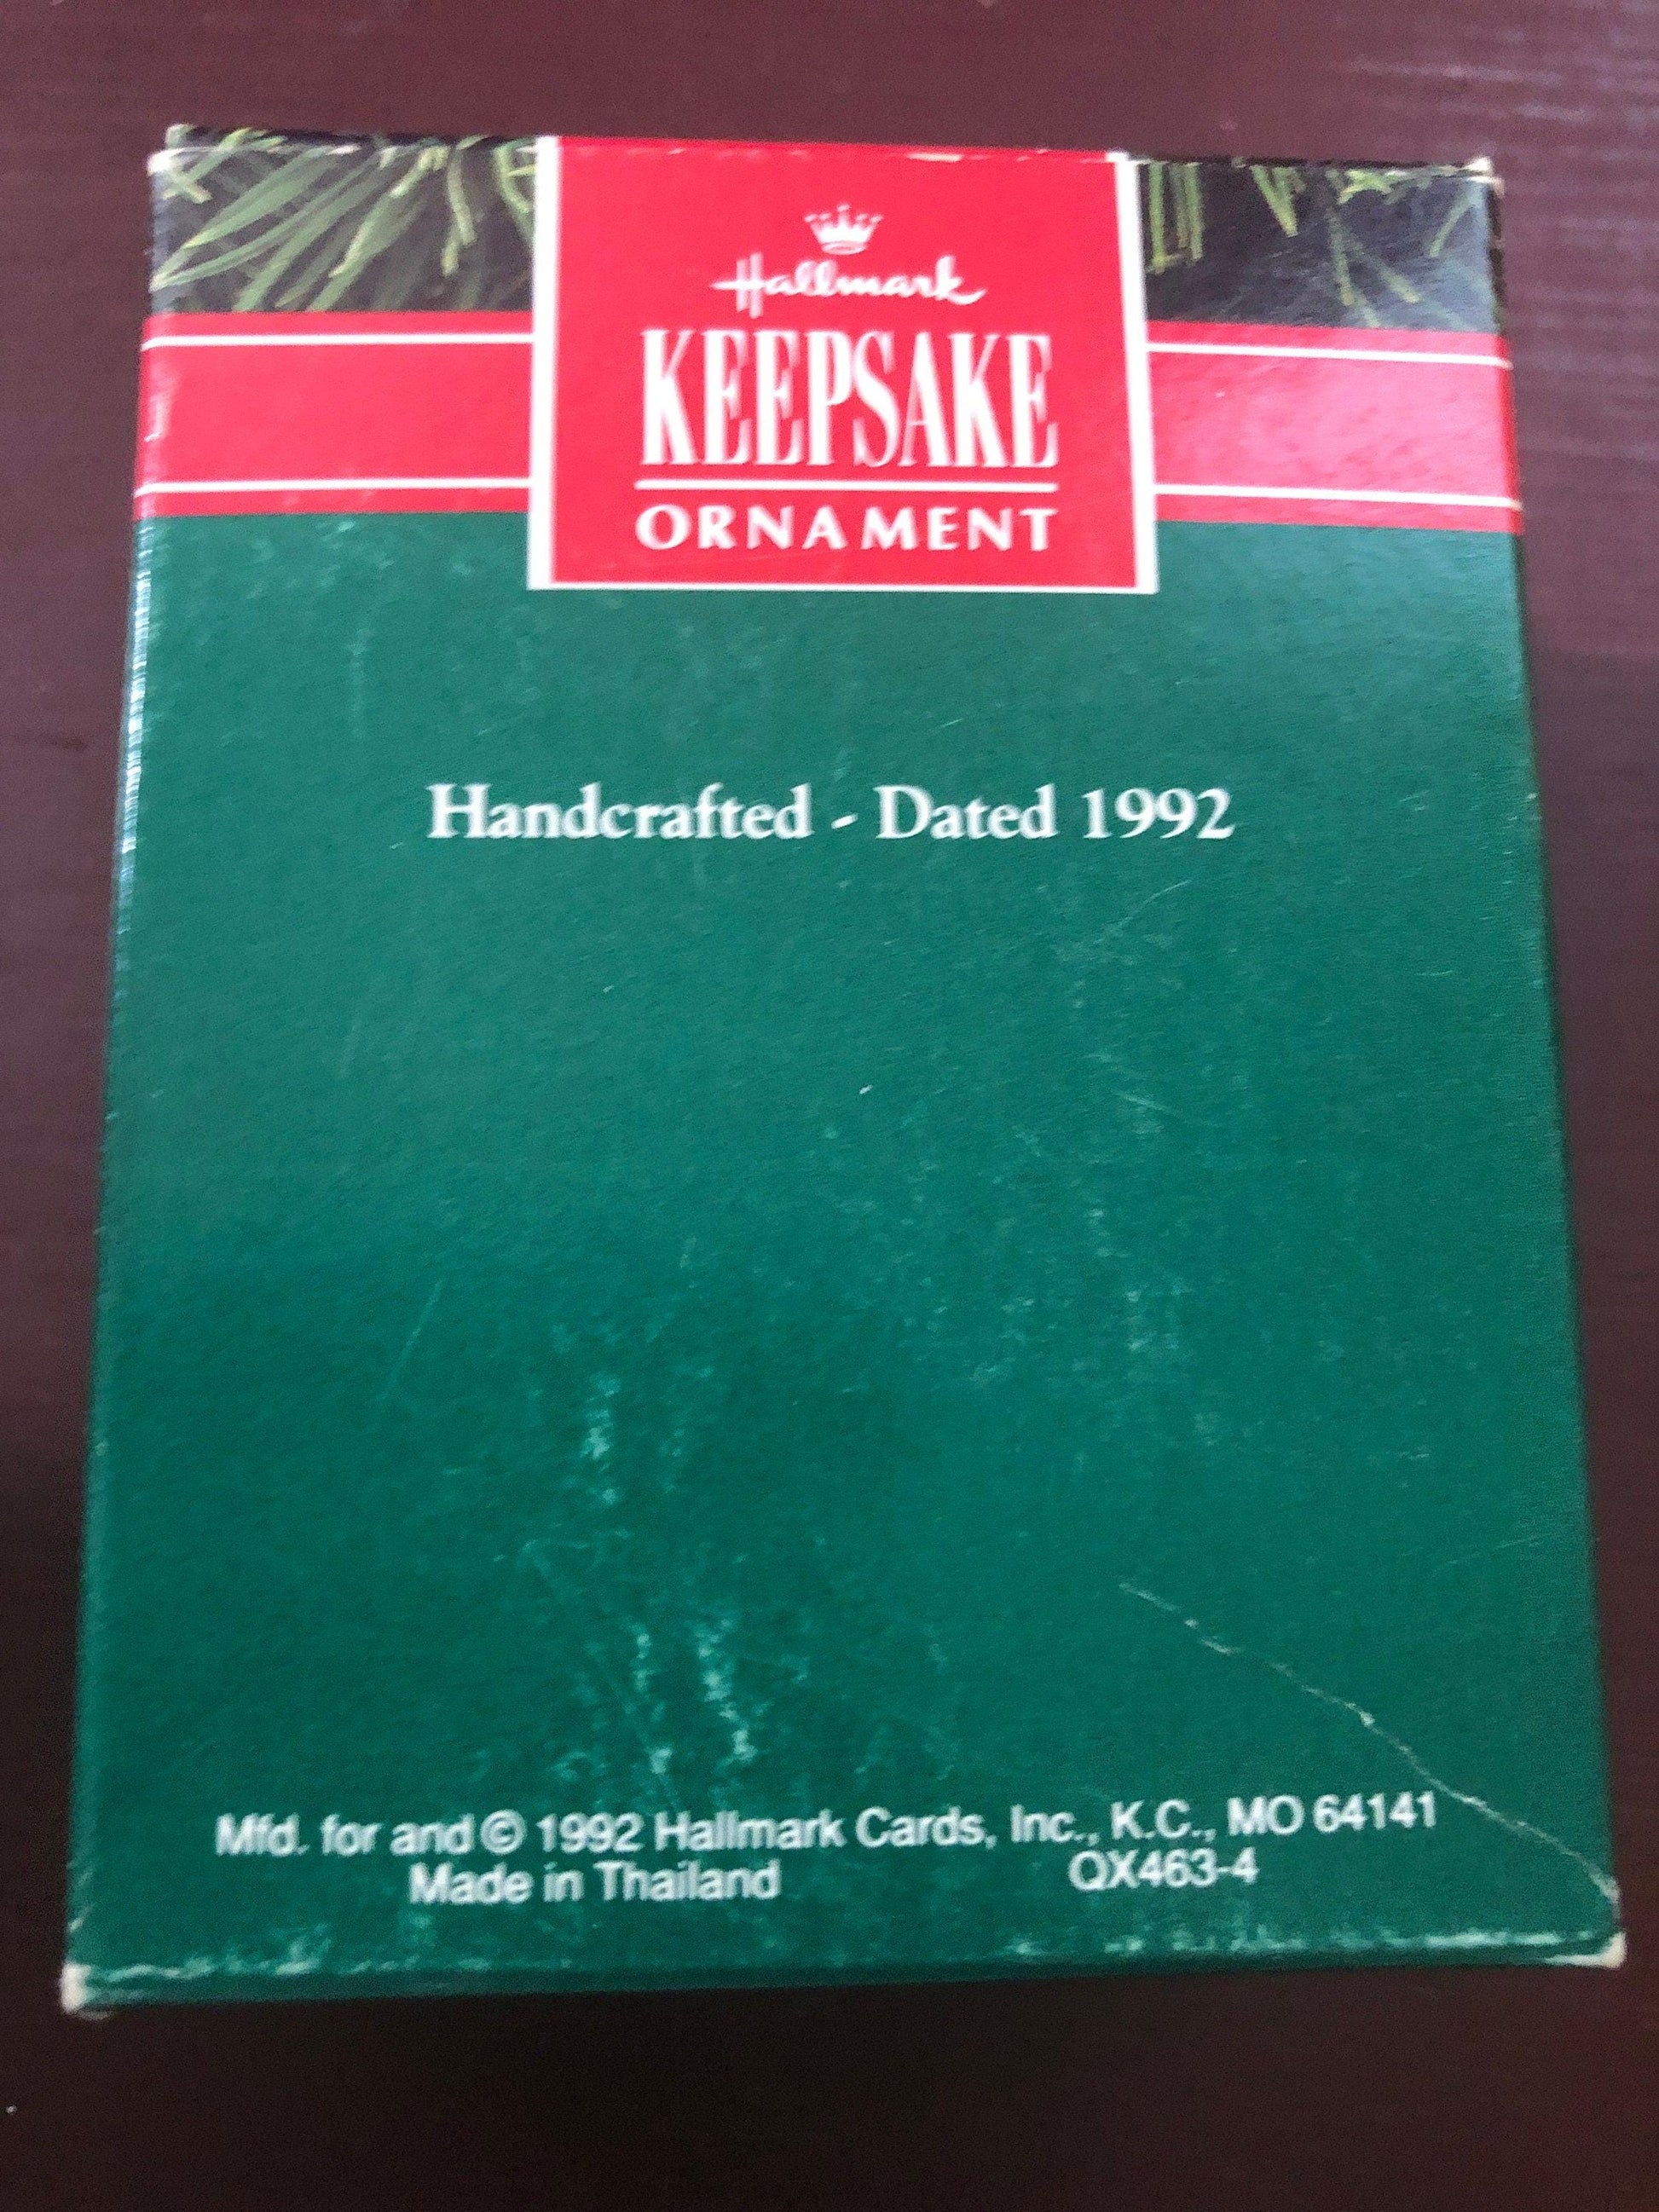 Hallmark
KEEPSAKE
ORNAMENT
Handcrafted - Dated 1992
Mfd. for and © 1992 Hallmark Cards, Inc., K.C., MO 64141
Made in Thailand QX463-4